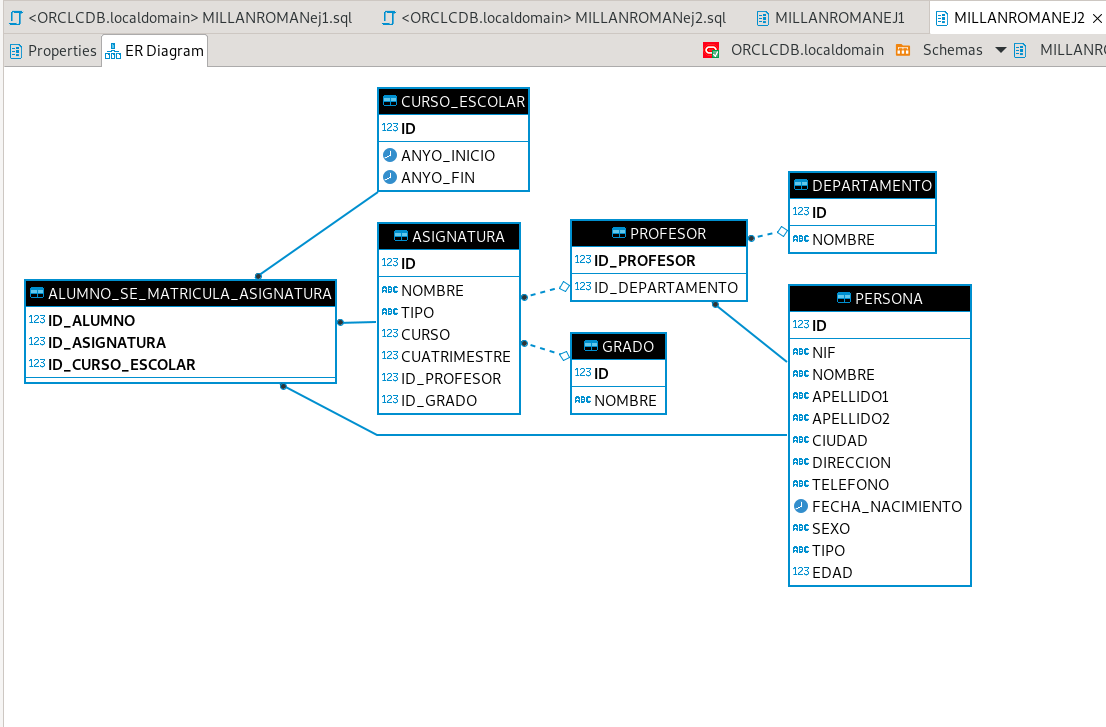 <ORCLCDB.localdomain> MILLANROMANej1.sql
<ORCLCDB.localdomain> MILLANROMANej2.sql
MILLANROMANEJ1
MILLANROMANEJ2
Properties
ER Diagram
ORCLCDB.localdomain
Schemas
MILLANRO
CURSO_ESCOLAR
123 ID
ANYO_INICIO
ANYO_FIN
ALUMNO_SE_MATRICULA_ASIGNATURA
123 ID_ALUMNO
123 ID_ASIGNATURA
123 ID_CURSO_ESCOLAR
ASIGNATURA
123 ID
ABC NOMBRE
ABC TIPO
123 CURSO
123 CUATRIMESTRE
123 ID_PROFESOR
123 ID_GRADO
PROFESOR
123 ID_PROFESOR
123 ID_DEPARTAMENTO
GRADO
123 ID
ABC NOMBRE
DEPARTAMENTO
123 ID
ABC NOMBRE
PERSONA
123 ID
ABC NIF
ABC NOMBRE
ABC APELLIDO1
ABC APELLIDO2
ABC CIUDAD
ABC DIRECCION
ABC TELEFONO
FECHA_NACIMIENTO
ABC SEXO
ABC TIPO
123 EDAD